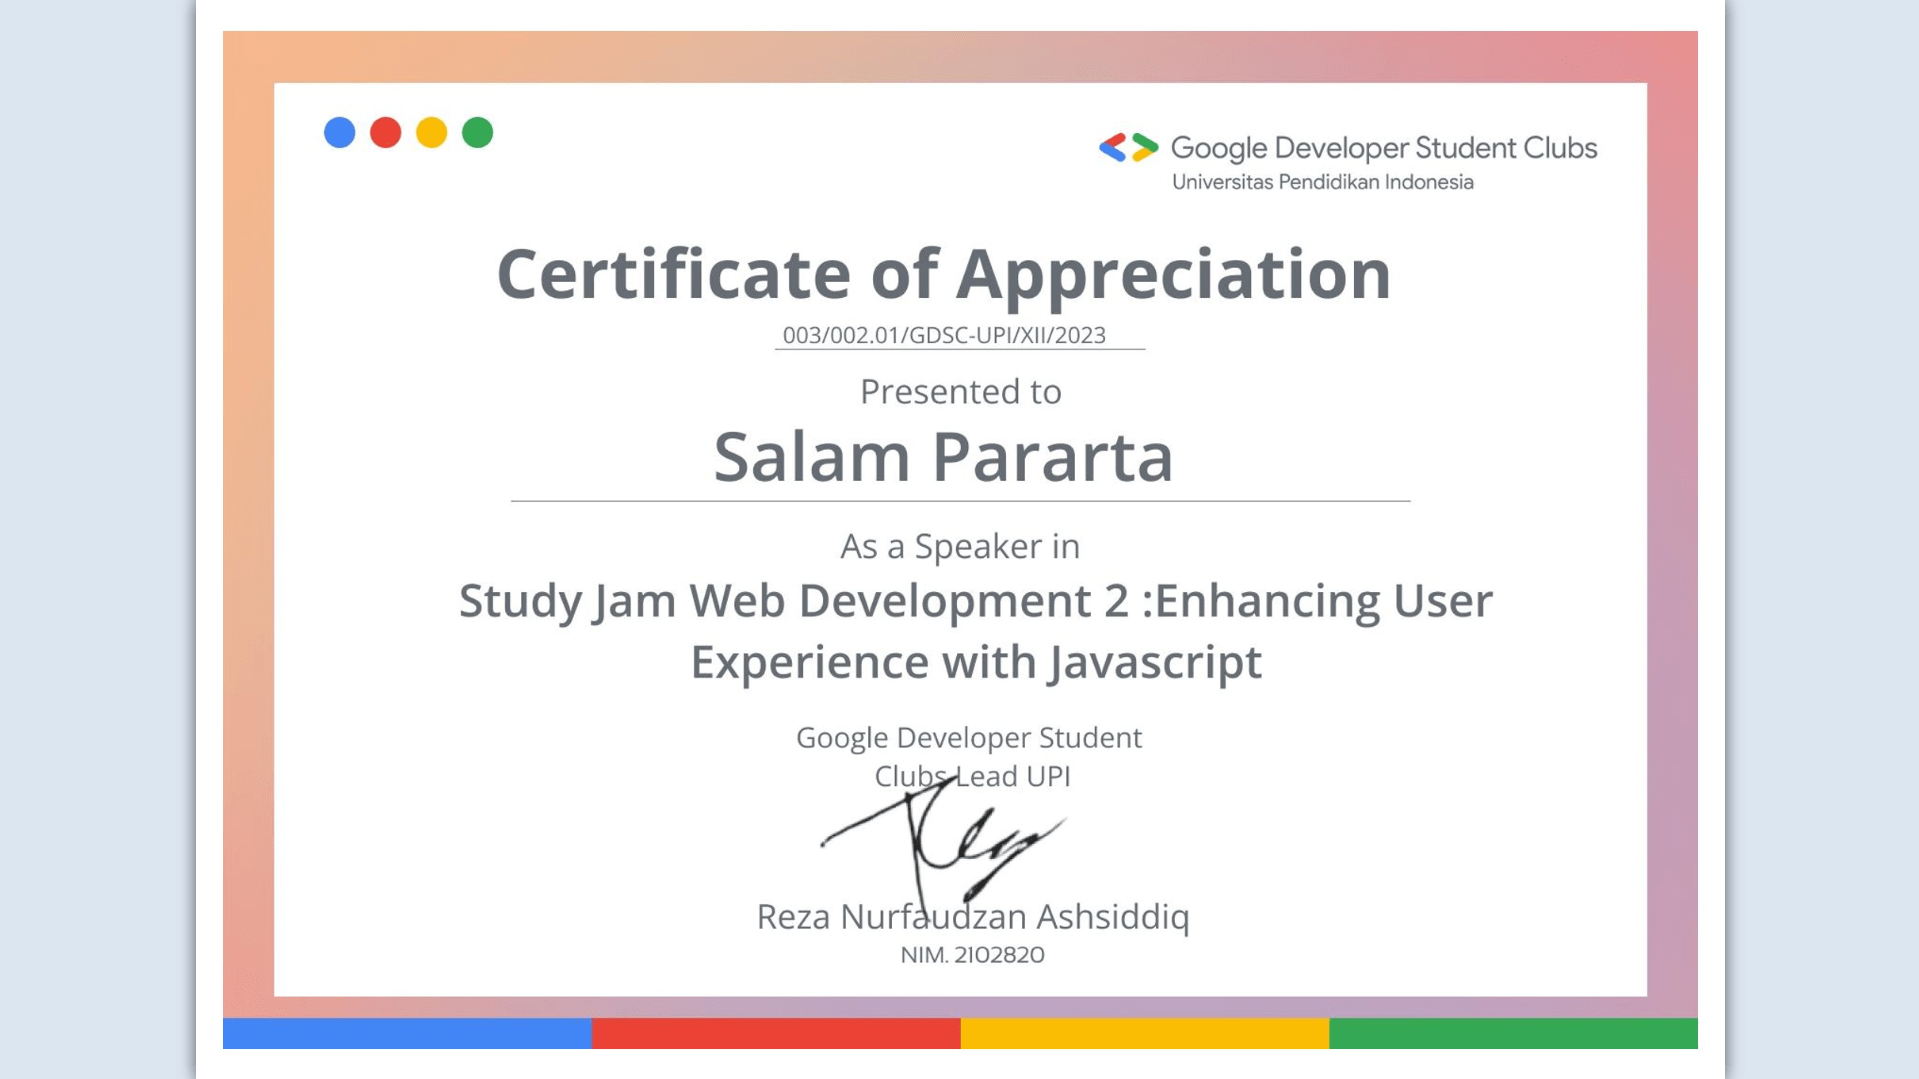 Google Developer Student Clubs
Universitas Pendidikan Indonesia
Certificate of Appreciation
003/002.01/GDSC-UPI/XII/2023
Presented to
Salam Pararta
As a Speaker in
Study Jam Web Development 2 :Enhancing User
Experience with Javascript
Google Developer Student
Clubs Lead UPI
Reza Nurfaudzan Ashsiddiq
NIM. 2102820